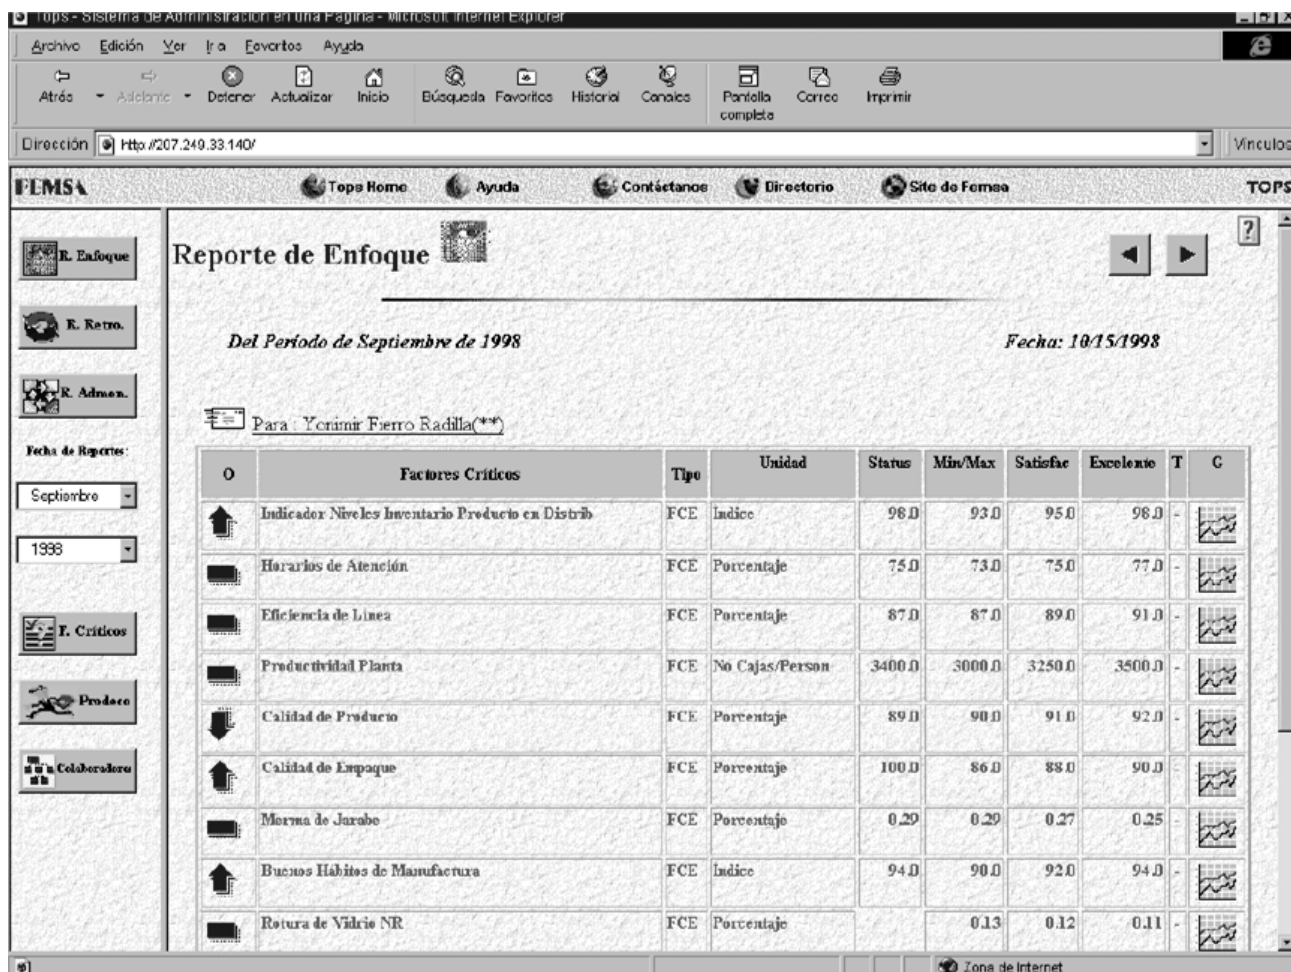 Tops - Sistema de Administración en una Página - Microsoft Internet Explorer
Archivo Edición Ver Ir a Favoritos Ayuda
Atrás Adelante Detener Actualizar Inicio Búsqueda Favoritos Historial Canales Pantalla completa Correo Imprimir
Dirección http://207.249.33.140/ Vínculos
FEMSA Tops Home Ayuda Contáctanos Directorio Sito de Femsa TOPS
R. Enfoque
R. Retro.
R. Admon.
Fecha de Reportes:
Septiembre
1998
F. Críticos
Prodaco
Colaboradores
Reporte de Enfoque
?
Del Período de Septiembre de 1998 Fecha: 10/15/1998
Para : Yonimir Fierro Radilla(**)
O Factores Críticos Tipo Unidad Status Min/Max Satisfac Excelente T G
Indicador Niveles Inventario Producto en Distrib FCE Índice 98.0 93.0 95.0 98.0 -
Horarios de Atención FCE Porcentaje 75.0 73.0 75.0 77.0 -
Eficiencia de Línea FCE Porcentaje 87.0 87.0 89.0 91.0 -
Productividad Planta FCE No Cajas/Person 3400.0 3000.0 3250.0 3500.0 -
Calidad de Producto FCE Porcentaje 89.0 90.0 91.0 92.0 -
Calidad de Empaque FCE Porcentaje 100.0 86.0 88.0 90.0 -
Merma de Jarabe FCE Porcentaje 0.29 0.29 0.27 0.25 -
Buenos Hábitos de Manufactura FCE Índice 94.0 90.0 92.0 94.0 -
Rotura de Vidrio NR FCE Porcentaje 0.13 0.12 0.11 -
Zona de Internet